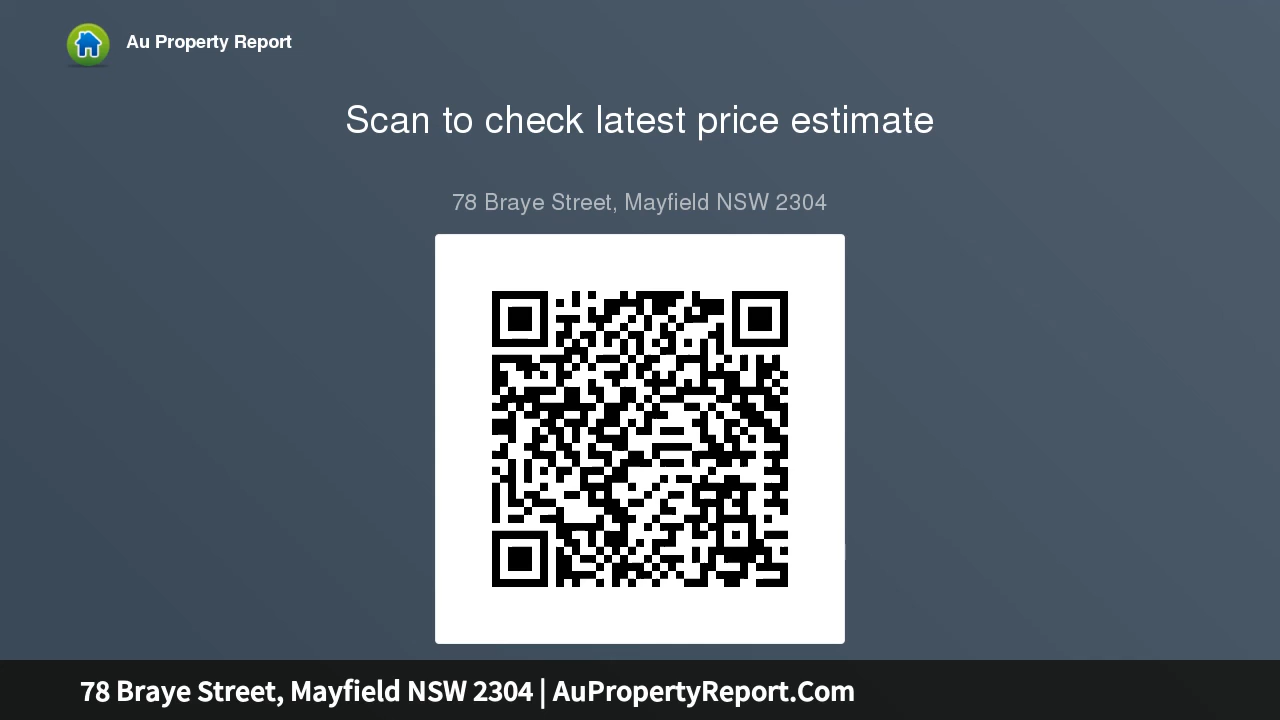 Au Property Report
Scan to check latest price estimate
78 Braye Street, Mayfield NSW 2304
78 Braye Street, Mayfield NSW 2304 | AuPropertyReport.Com